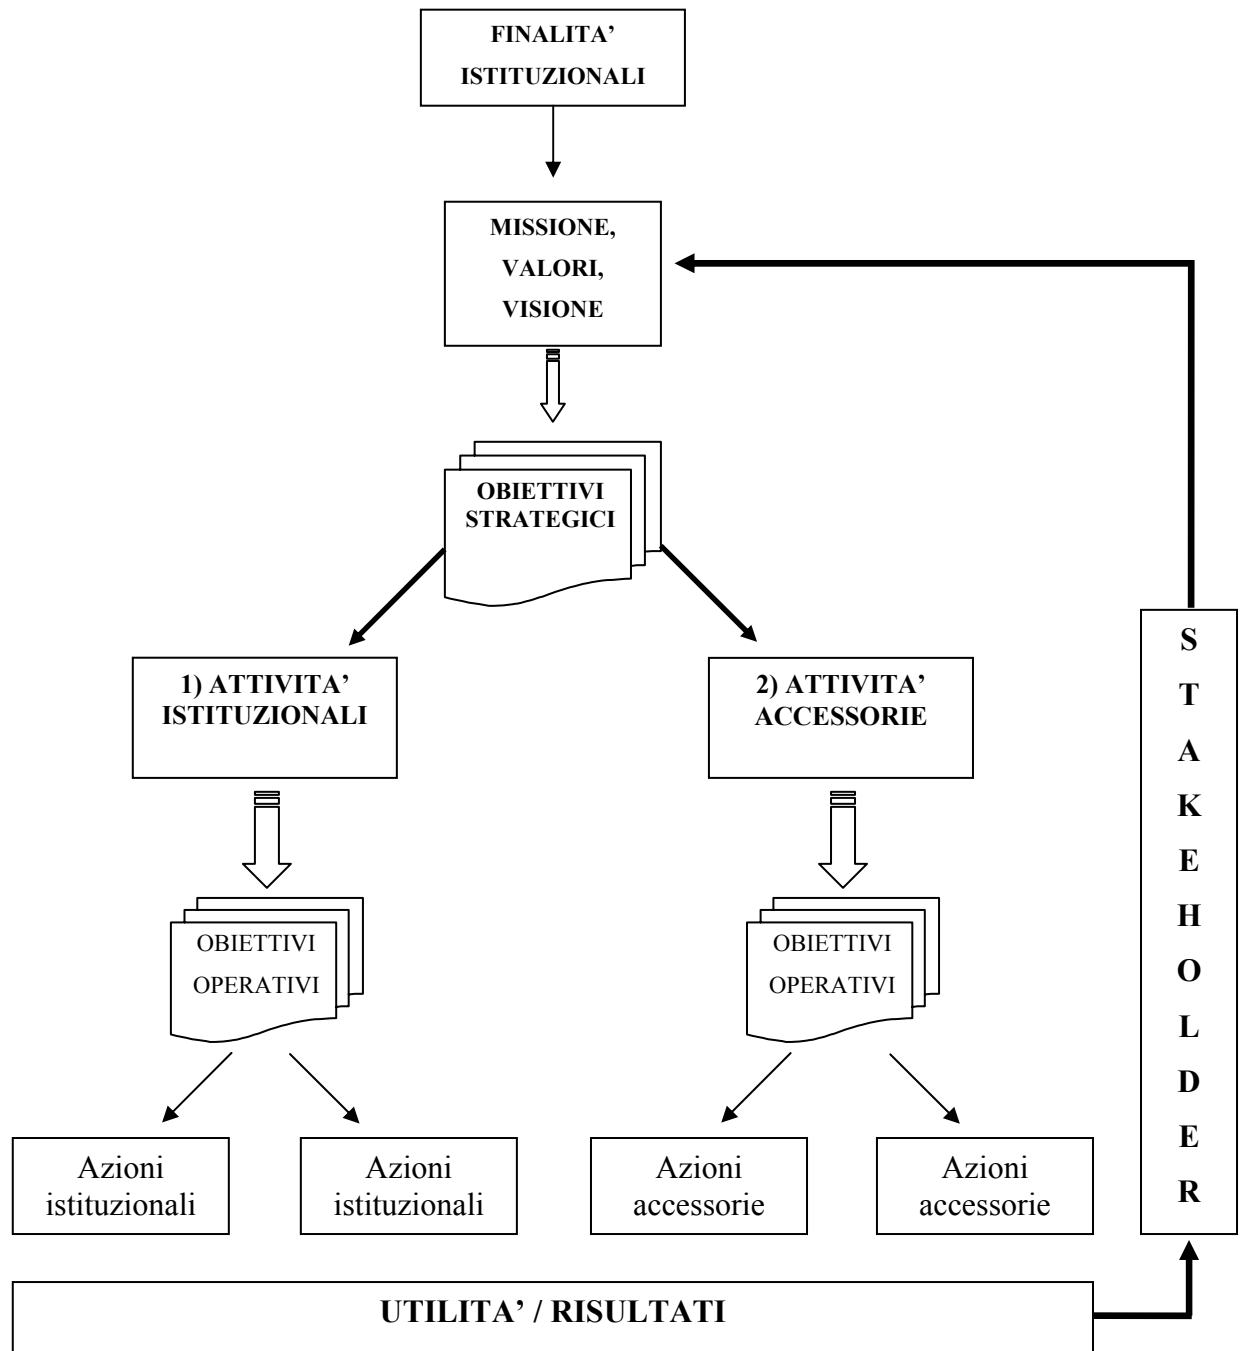 FINALITA’
ISTITUZIONALI
MISSIONE,
VALORI,
VISIONE
OBIETTIVI
STRATEGICI
1) ATTIVITA’
ISTITUZIONALI
2) ATTIVITA’
ACCESSORIE
OBIETTIVI
OPERATIVI
OBIETTIVI
OPERATIVI
Azioni
istituzionali
Azioni
istituzionali
Azioni
accessorie
Azioni
accessorie
S
T
A
K
E
H
O
L
D
E
R
UTILITA’ / RISULTATI